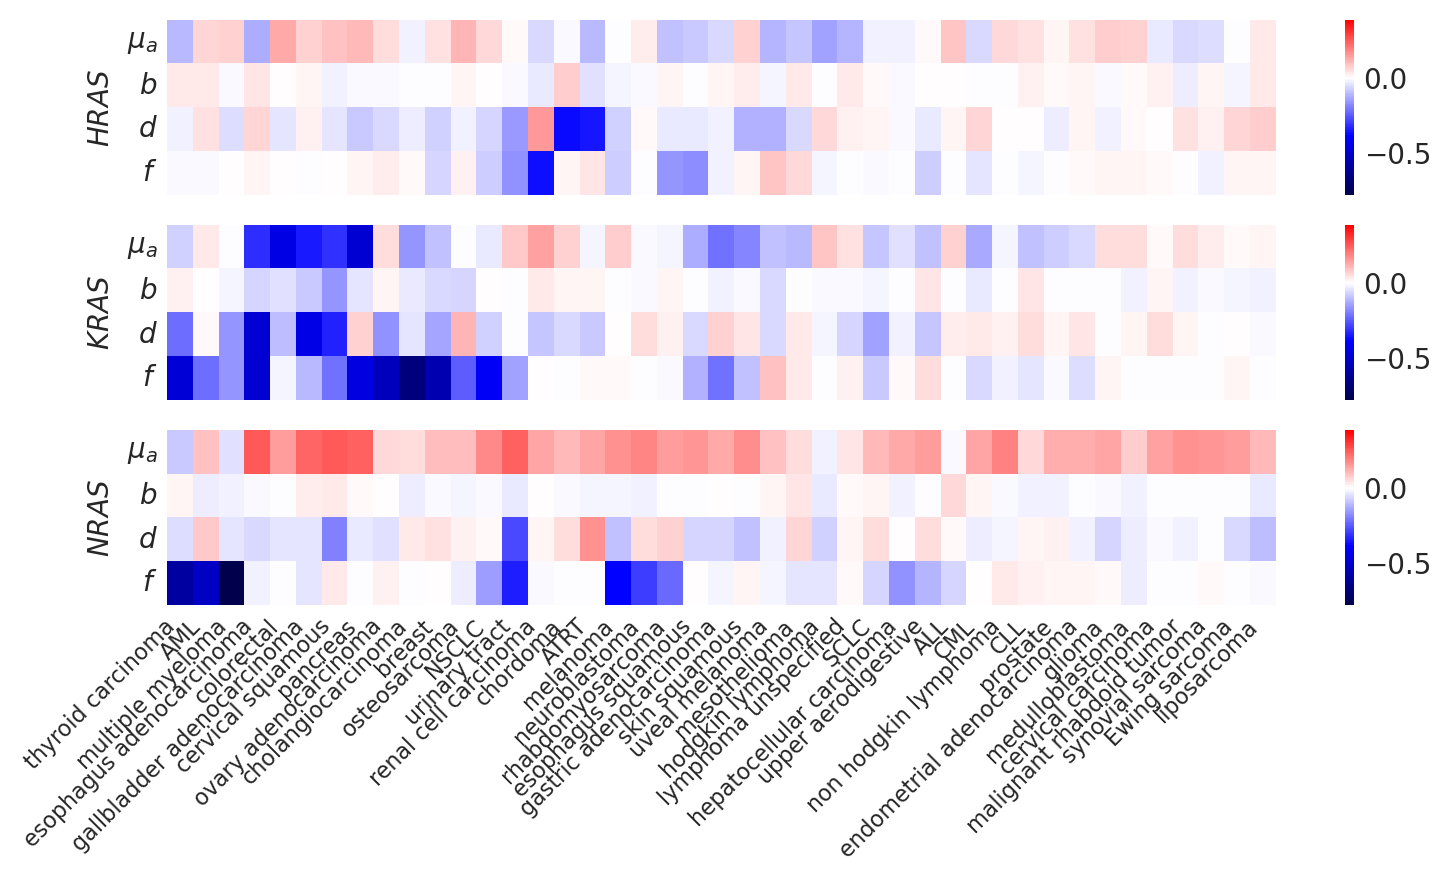 HRAS
μa
b
d
f
0.0
−0.5
KRAS
μa
b
d
f
0.0
−0.5
NRAS
μa
b
d
f
0.0
−0.5
thyroid carcinoma
AML
multiple myeloma
esophagus adenocarcinoma
colorectal
gallbladder adenocarcinoma
cervical squamous
pancreas
ovary adenocarcinoma
cholangiocarcinoma
breast
osteosarcoma
NSCLC
urinary tract
renal cell carcinoma
chordoma
ATRT
melanoma
neuroblastoma
rhabdomyosarcoma
esophagus squamous
gastric adenocarcinoma
skin squamous
uveal melanoma
mesothelioma
hodgkin lymphoma
lymphoma unspecified
SCLC
hepatocellular carcinoma
upper aerodigestive
ALL
CML
non hodgkin lymphoma
CLL
prostate
endometrial adenocarcinoma
glioma
medulloblastoma
cervical carcinoma
malignant rhabdoid tumor
synovial sarcoma
Ewing sarcoma
liposarcoma